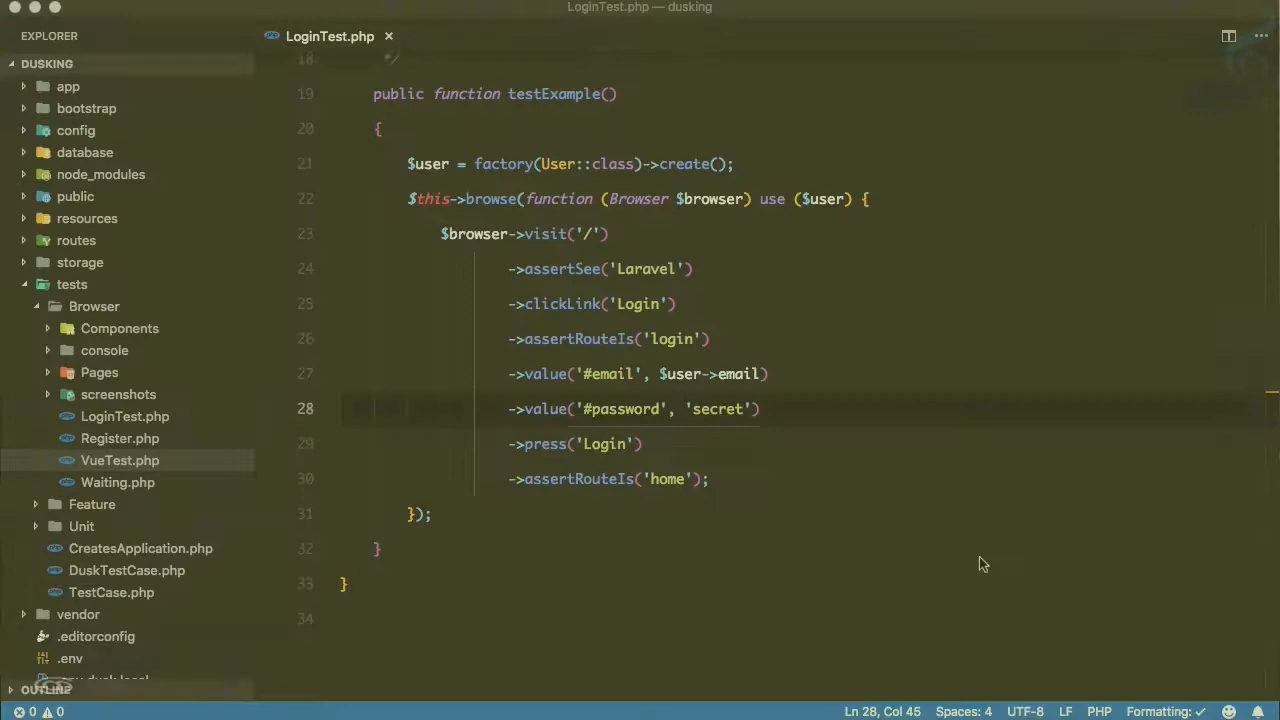 LoginTest.php — dusking
EXPLORER
LoginTest.php ×
DUSKING
app
bootstrap
config
database
node_modules
public
resources
routes
storage
tests
Browser
Components
console
Pages
screenshots
LoginTest.php
Register.php
VueTest.php
Waiting.php
Feature
Unit
CreatesApplication.php
DuskTestCase.php
TestCase.php
vendor
.editorconfig
.env
.env.dusk.local
OUTLINE
18 */
19 public function testExample()
20 {
21 $user = factory(User::class)->create();
22 $this->browse(function (Browser $browser) use ($user) {
23 $browser->visit('/')
24 ->assertSee('Laravel')
25 ->clickLink('Login')
26 ->assertRouteIs('login')
27 ->value('#email', $user->email)
28 ->value('#password', 'secret')
29 ->press('Login')
30 ->assertRouteIs('home');
31 });
32 }
33 }
34
0 0 Ln 28, Col 45 Spaces: 4 UTF-8 LF PHP Formatting: ✓